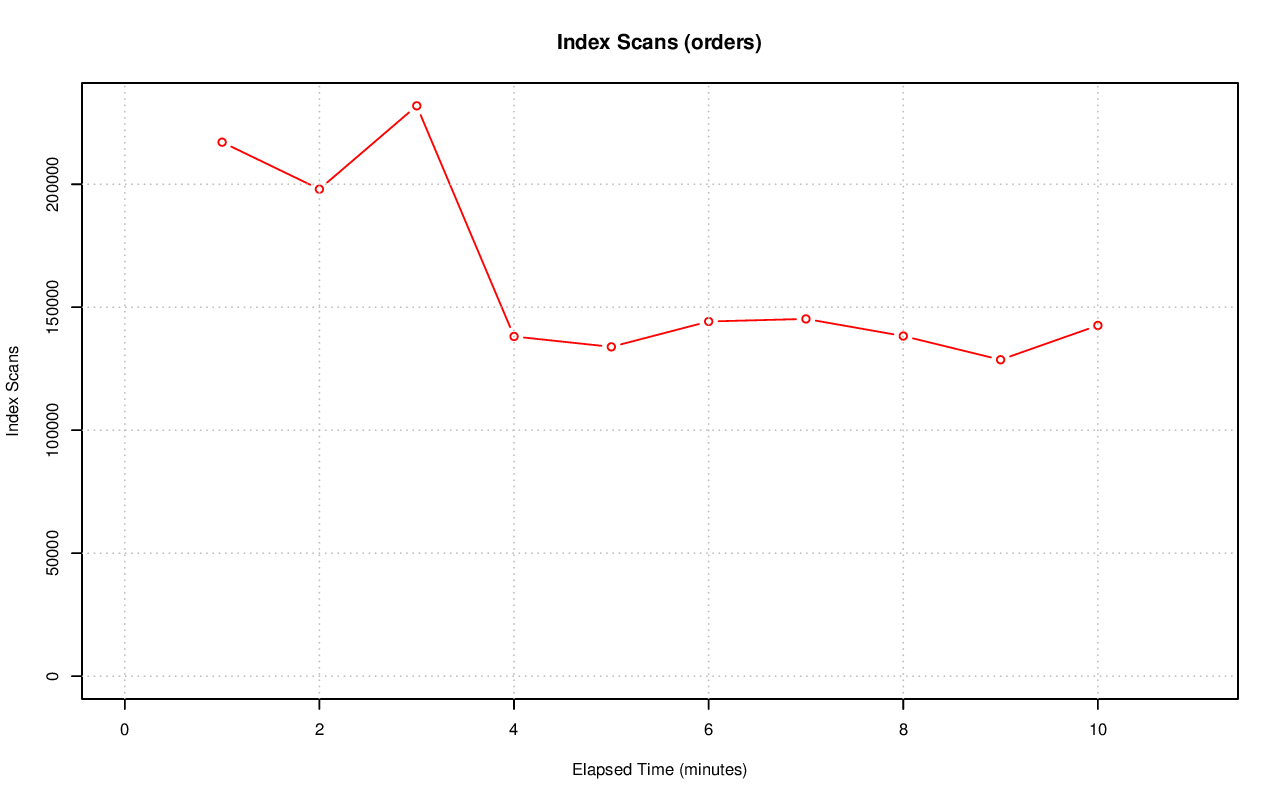 Index Scans (orders)
Index Scans
200000
150000
100000
50000
0
0 2 4 6 8 10
Elapsed Time (minutes)